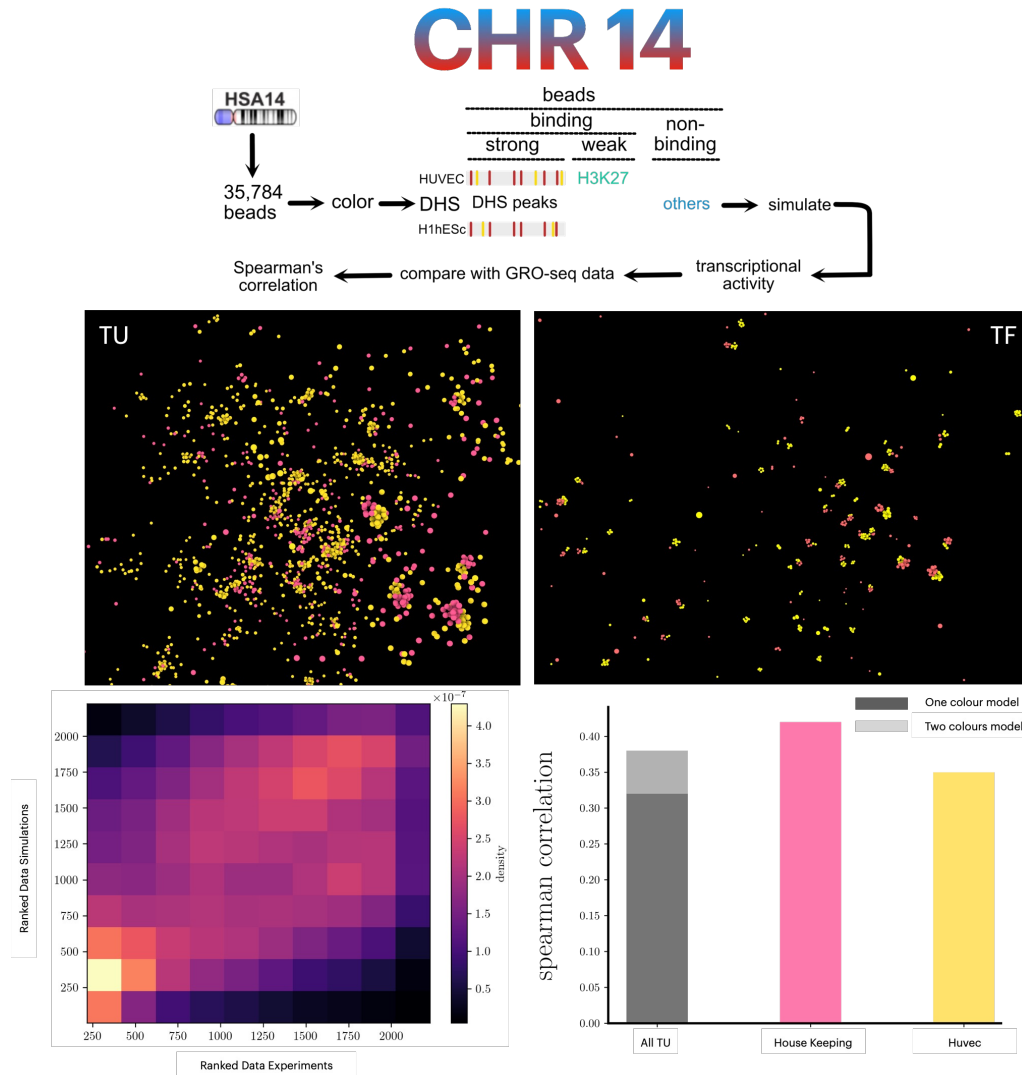 CHR 14
HSA14
beads
binding
non-
binding
strong
weak
HUVEC
H3K27
35,784
beads
color
DHS
DHS peaks
others
simulate
H1hESc
Spearman's
correlation
compare with GRO-seq data
transcriptional
activity
TU
TF
×10⁻⁷
2000
1750
1500
1250
1000
750
500
250
Ranked Data Simulations
250
500
750
1000
1250
1500
1750
2000
Ranked Data Experiments
4.0
3.5
3.0
2.5
2.0
1.5
1.0
0.5
density
One colour model
Two colours model
spearman correlation
0.40
0.35
0.30
0.25
0.20
0.15
0.10
0.05
0.00
All TU
House Keeping
Huvec